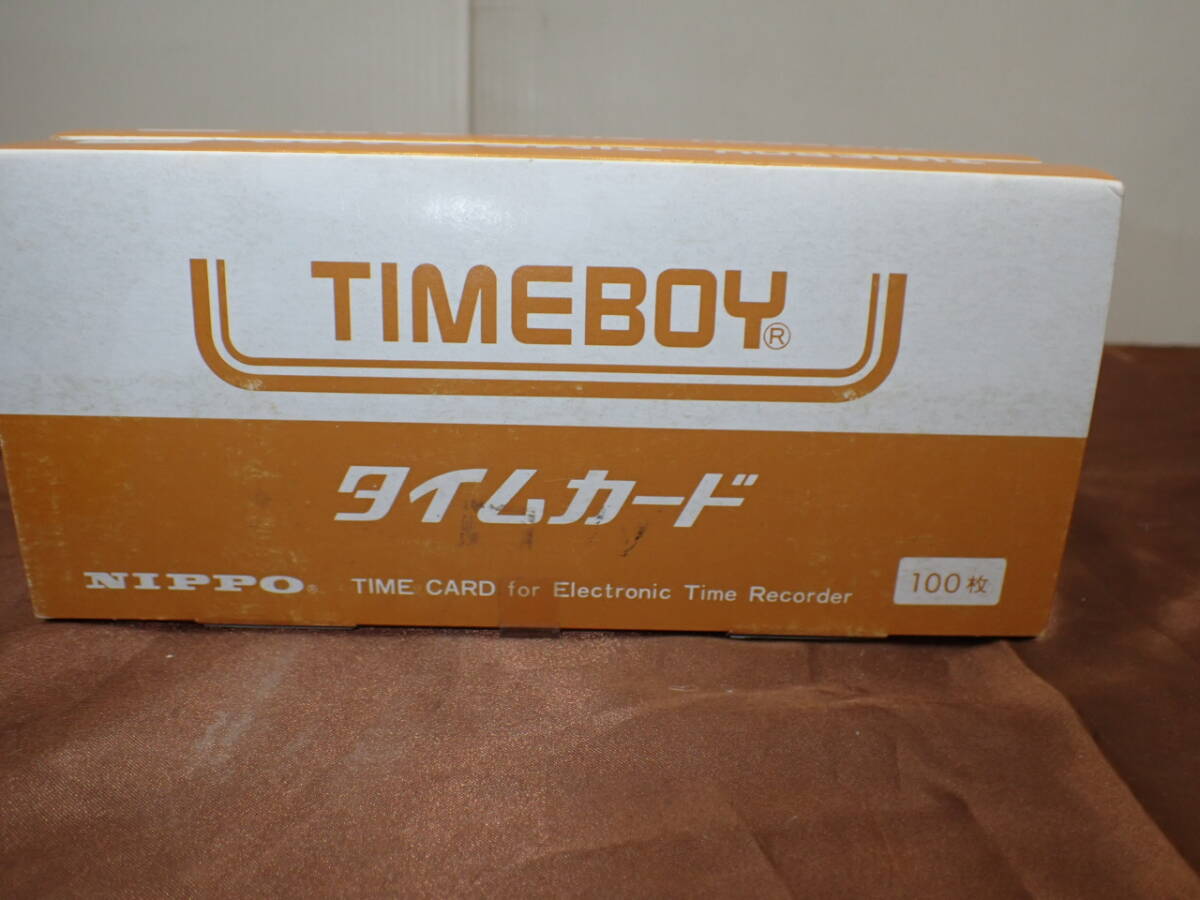 TIMEBOY®
タイムカード
NIPPO® TIME CARD for Electronic Time Recorder 100枚